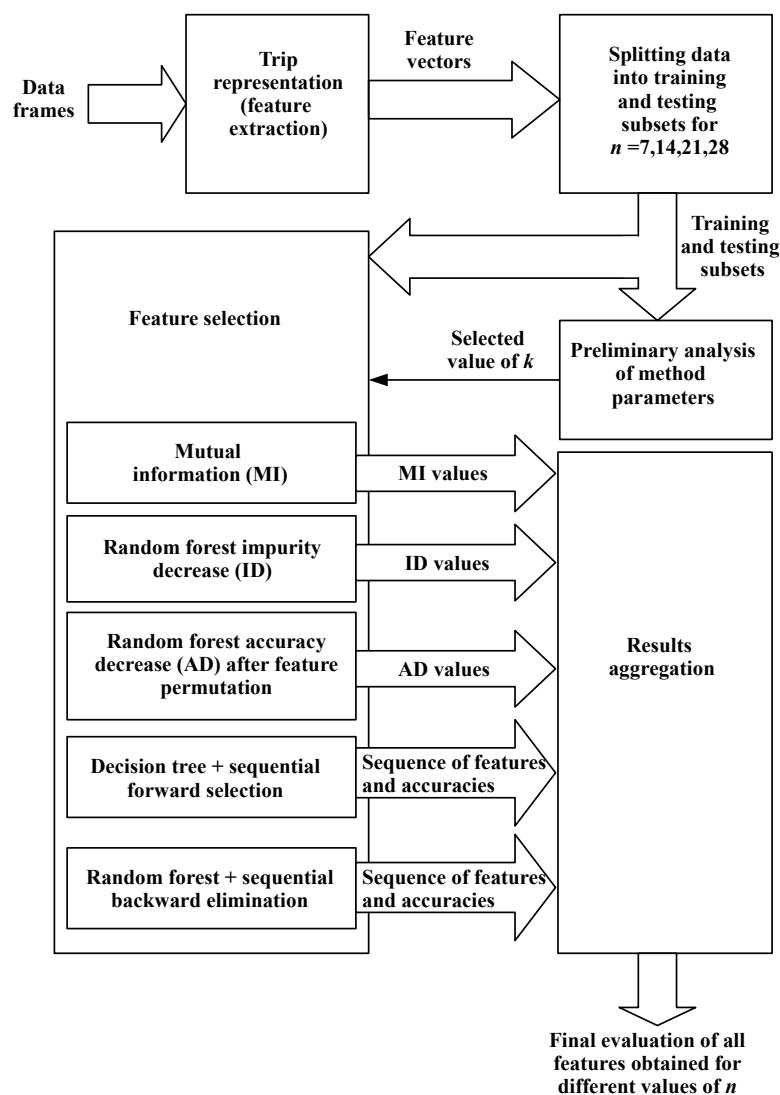 Data
frames
Trip
representation
(feature
extraction)
Feature
vectors
Splitting data
into training
and testing
subsets for
n =7,14,21,28
Training
and testing
subsets
Feature selection
Selected
value of k
Preliminary analysis
of method
parameters
Mutual
information (MI)
MI values
Random forest impurity
decrease (ID)
ID values
Random forest accuracy
decrease (AD) after feature
permutation
AD values
Results
aggregation
Decision tree + sequential
forward selection
Sequence of features
and accuracies
Random forest + sequential
backward elimination
Sequence of features
and accuracies
Final evaluation of all
features obtained for
different values of n